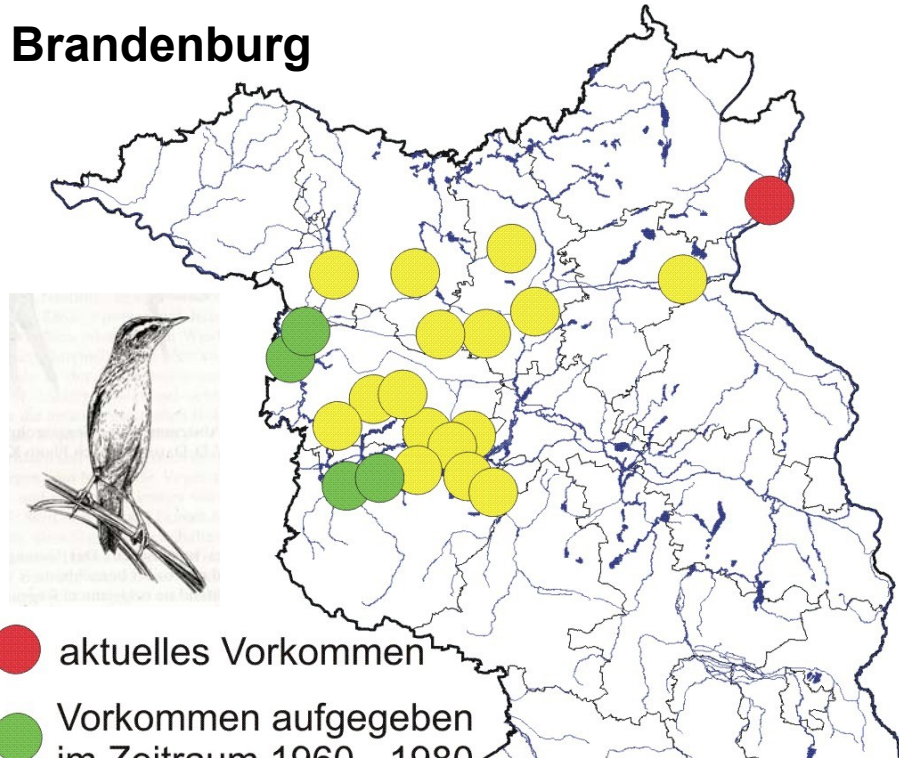 Brandenburg
aktuelles Vorkommen
Vorkommen aufgegeben
im Zeitraum 1960 - 1980